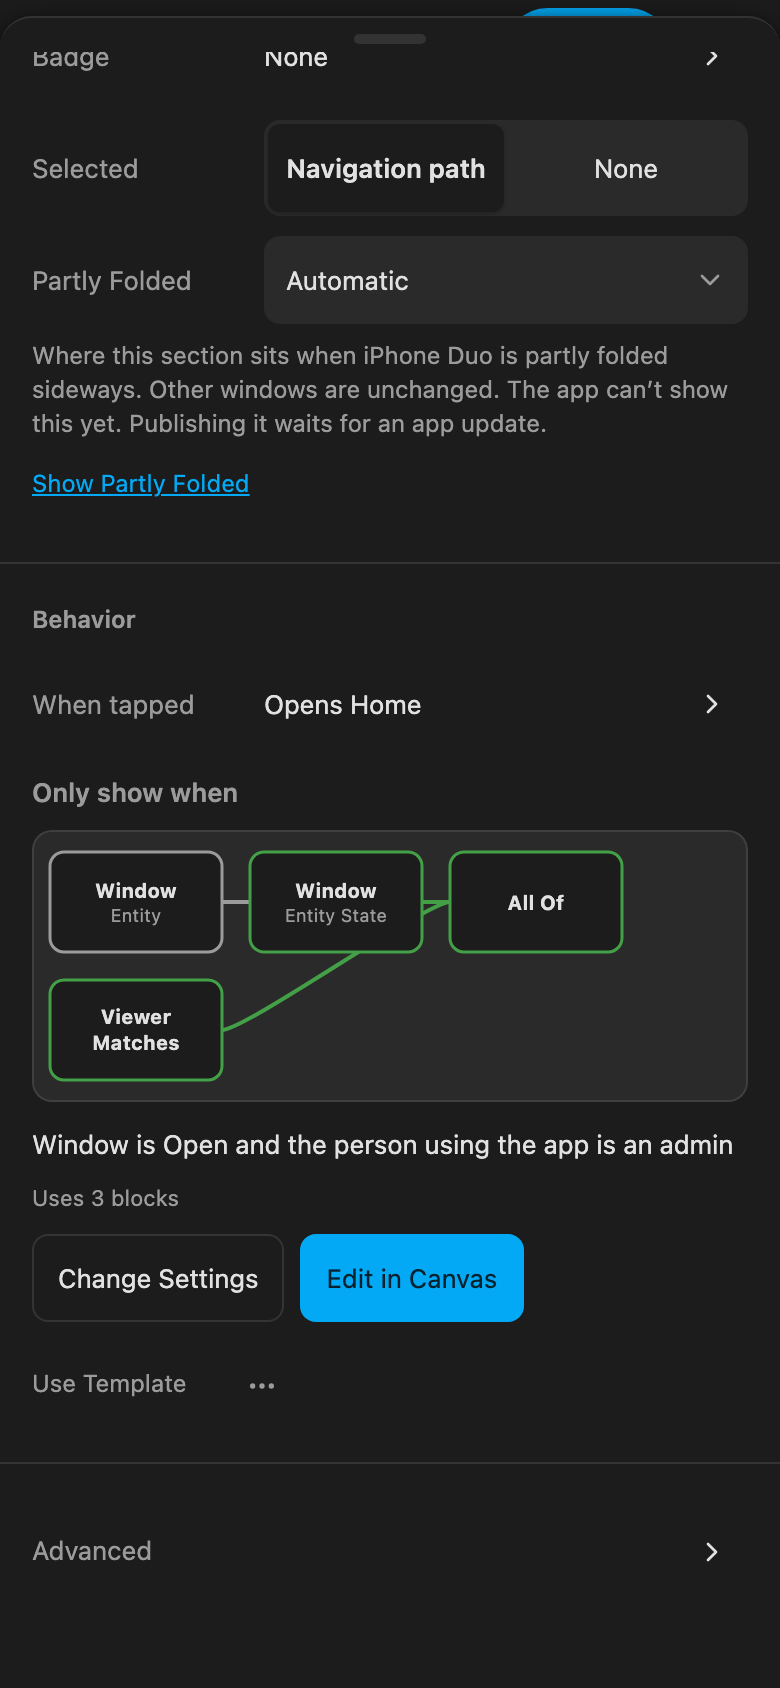 Badge
None
Selected
Navigation path
None
Partly Folded
Automatic
Where this section sits when iPhone Duo is partly folded
sideways. Other windows are unchanged. The app can’t show
this yet. Publishing it waits for an app update.
Show Partly Folded
Behavior
When tapped
Opens Home
Only show when
Window
Entity
Window
Entity State
All Of
Viewer
Matches
Window is Open and the person using the app is an admin
Uses 3 blocks
Change Settings
Edit in Canvas
Use Template
Advanced